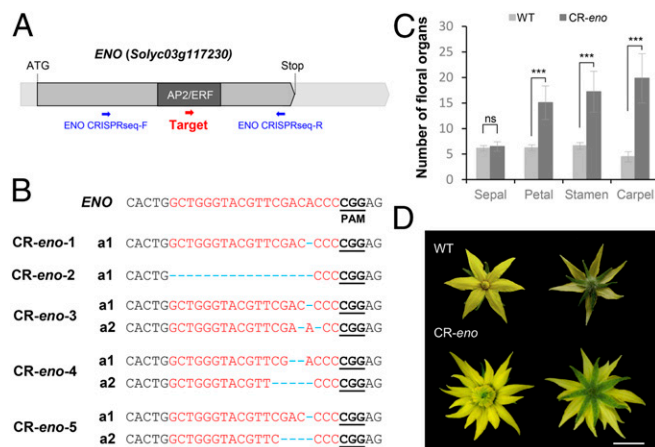 A
ENO (Solyc03g117230)
ATG
Stop
AP2/ERF
ENO CRISPRseq-F
Target
ENO CRISPRseq-R
B
ENO CACTGGCTGGGTACGTTCGACACCCCGGAG
PAM
CR-eno-1 a1 CACTGGCTGGGTACGTTCGAC-CCCCGGAG
CR-eno-2 a1 CACTG-----------------CCCCGGAG
CR-eno-3 a1 CACTGGCTGGGTACGTTCGAC-CCCCGGAG
a2 CACTGGCTGGGTACGTTCGA-A-CCCCGGAG
CR-eno-4 a1 CACTGGCTGGGTACGTTCG--ACCCCGGAG
a2 CACTGGCTGGGTACGTT-----CCCCGGAG
CR-eno-5 a1 CACTGGCTGGGTACGTTCGAC-CCCCGGAG
a2 CACTGGCTGGGTACGTTC----CCCCGGAG
C
WT CR-eno
Number of floral organs
30
25
20
15
10
5
0
ns
***
***
***
Sepal Petal Stamen Carpel
D
WT
CR-eno